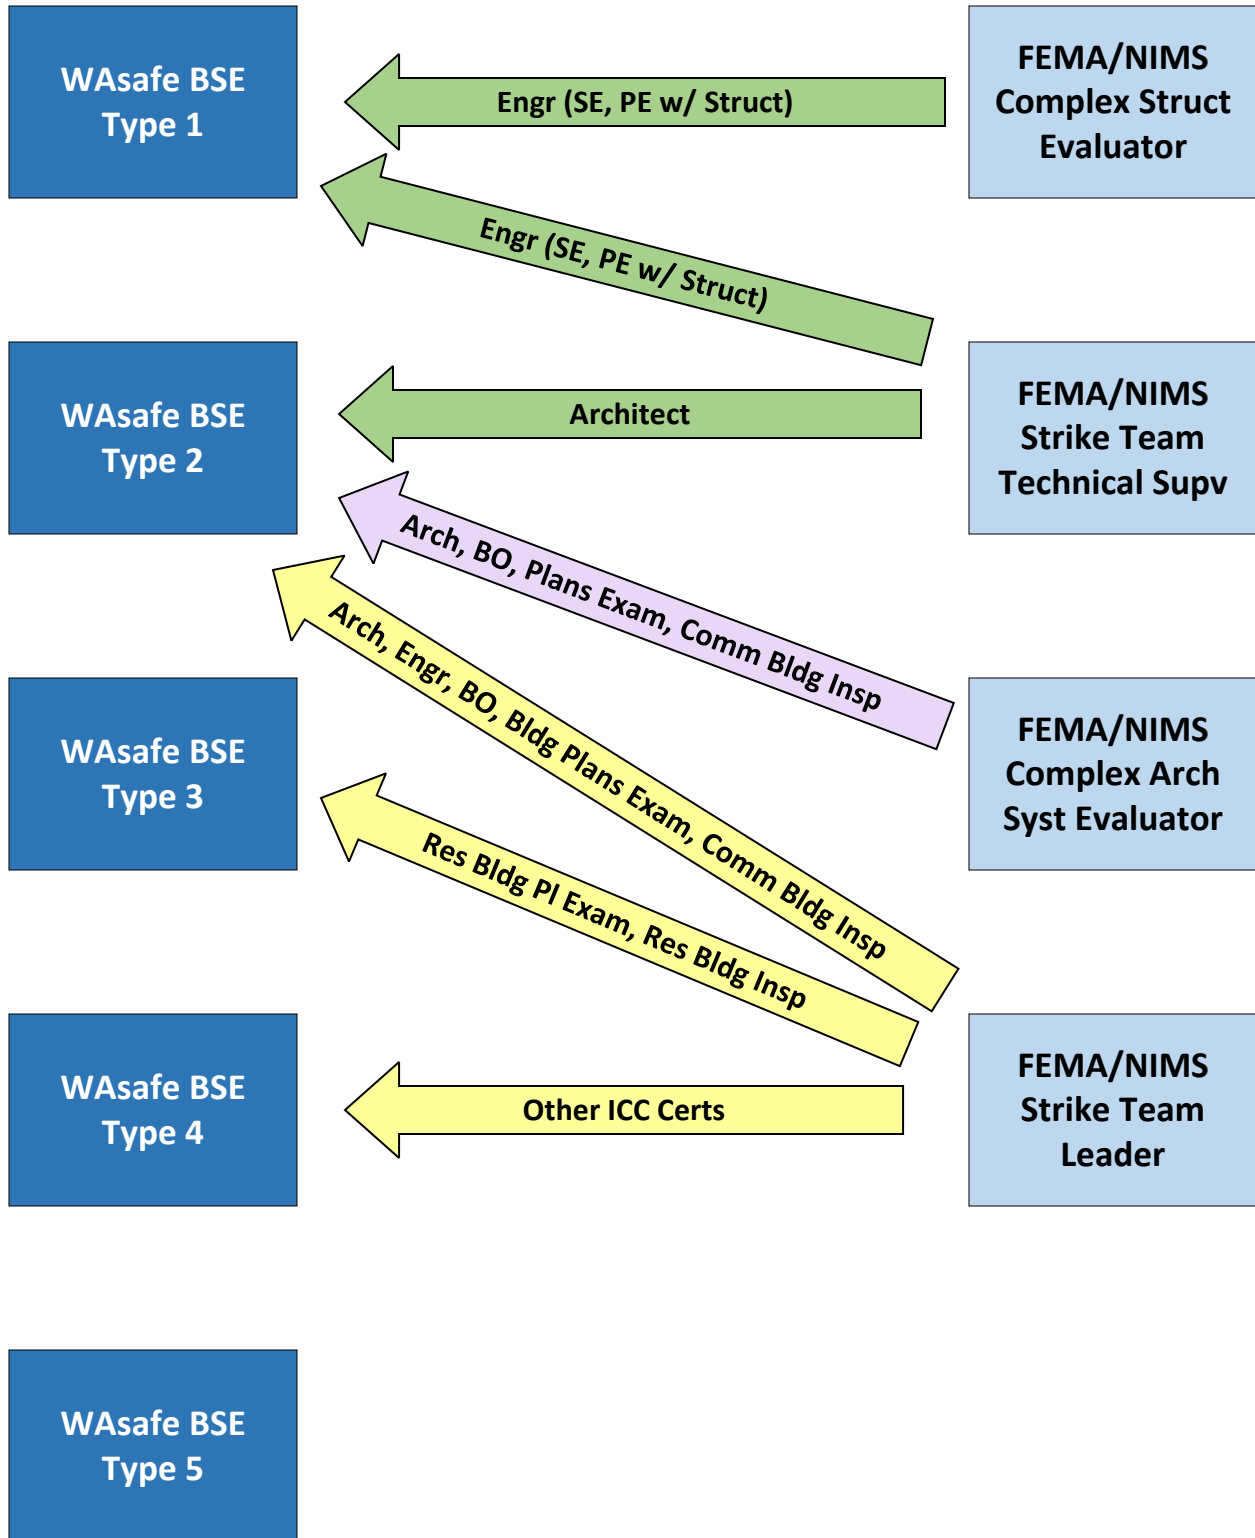 WAsafe BSE
Type 1
Engr (SE, PE w/ Struct)
FEMA/NIMS
Complex Struct
Evaluator
Engr (SE, PE w/ Struct)
WAsafe BSE
Type 2
Architect
FEMA/NIMS
Strike Team
Technical Supv
Arch, BO, Plans Exam, Comm Bldg Insp
Arch, Engr, BO, Bldg Plans Exam, Comm Bldg Insp
WAsafe BSE
Type 3
FEMA/NIMS
Complex Arch
Syst Evaluator
Res Bldg Pl Exam, Res Bldg Insp
WAsafe BSE
Type 4
Other ICC Certs
FEMA/NIMS
Strike Team
Leader
WAsafe BSE
Type 5